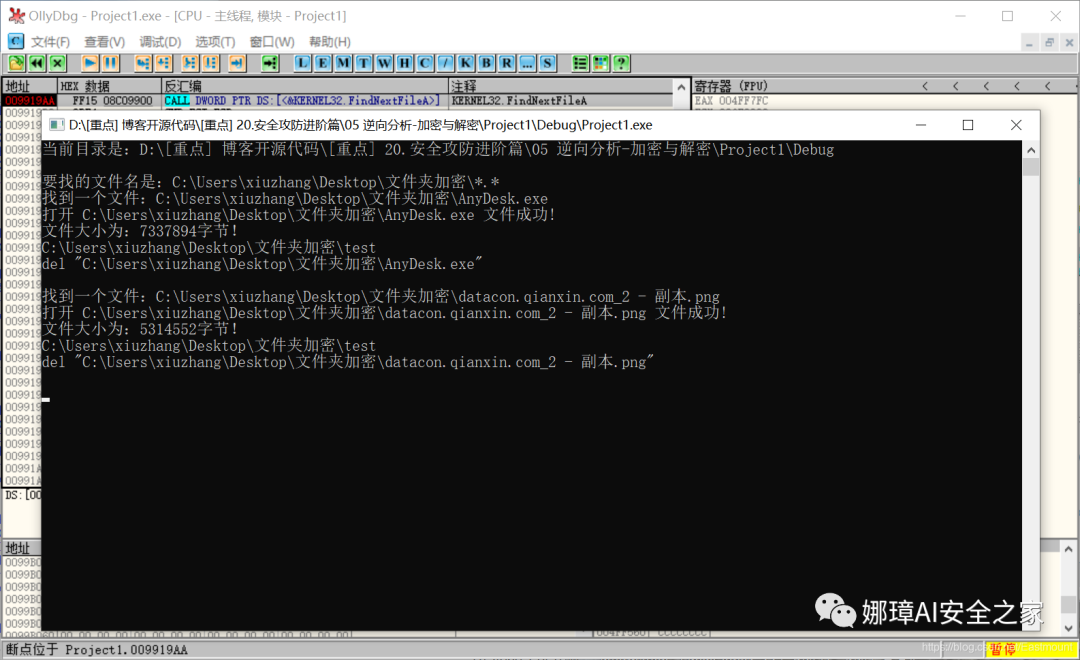 OllyDbg - Project1.exe - [CPU - 主线程, 模块 - Project1]
C 文件(F) 查看(V) 调试(D) 选项(T) 窗口(W) 帮助(H)
L E M T W H C / K B R ... S ?
地址 HEX 数据 反汇编 注释 寄存器 (FPU) < < < < <
009919AA FF15 08C09900 CALL DWORD PTR DS:[<&KERNEL32.FindNextFileA>] KERNEL32.FindNextFileA EAX 004FF7FC
D:\[重点] 博客开源代码\[重点] 20.安全攻防进阶篇\05 逆向分析-加密与解密\Project1\Debug\Project1.exe
当前目录是: D:\[重点] 博客开源代码\[重点] 20.安全攻防进阶篇\05 逆向分析-加密与解密\Project1\Debug
要找的文件名是: C:\Users\xiuzhang\Desktop\文件夹加密\*.*
找到一个文件: C:\Users\xiuzhang\Desktop\文件夹加密\AnyDesk.exe
打开 C:\Users\xiuzhang\Desktop\文件夹加密\AnyDesk.exe 文件成功!
文件大小为: 7337894字节!
C:\Users\xiuzhang\Desktop\文件夹加密\test
del "C:\Users\xiuzhang\Desktop\文件夹加密\AnyDesk.exe"
找到一个文件: C:\Users\xiuzhang\Desktop\文件夹加密\datacon.qianxin.com_2 - 副本.png
打开 C:\Users\xiuzhang\Desktop\文件夹加密\datacon.qianxin.com_2 - 副本.png 文件成功!
文件大小为: 5314552字节!
C:\Users\xiuzhang\Desktop\文件夹加密\test
del "C:\Users\xiuzhang\Desktop\文件夹加密\datacon.qianxin.com_2 - 副本.png"
DS:[00
地址
娜璋AI安全之家
断点位于 Project1.009919AA
暂停